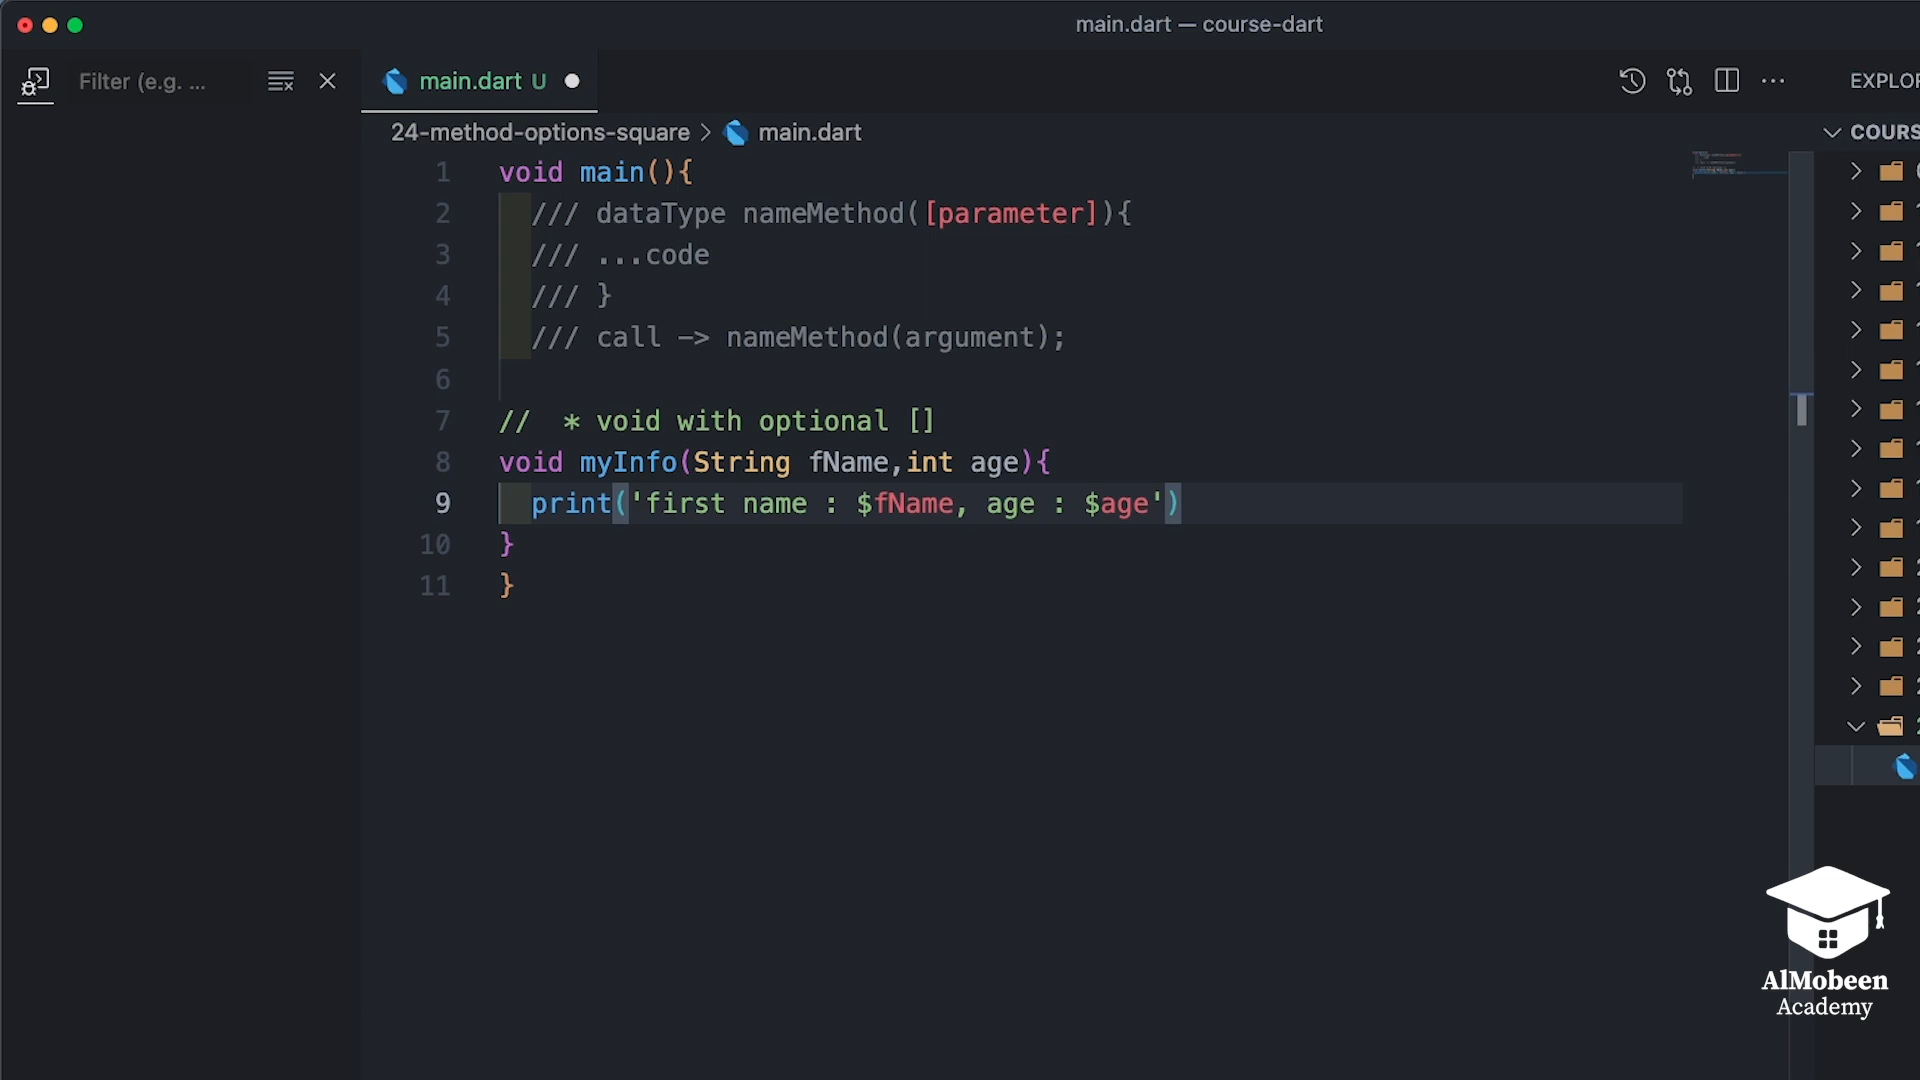 main.dart — course-dart
Filter (e.g. ...
main.dart U
EXPLOR
24-method-options-square > main.dart
COURS
1 void main(){
2 /// dataType nameMethod([parameter]){
3 /// ...code
4 /// }
5 /// call -> nameMethod(argument);
6
7 // * void with optional []
8 void myInfo(String fName,int age){
9 print('first name : $fName, age : $age')
10 }
11 }
AlMobeen
Academy